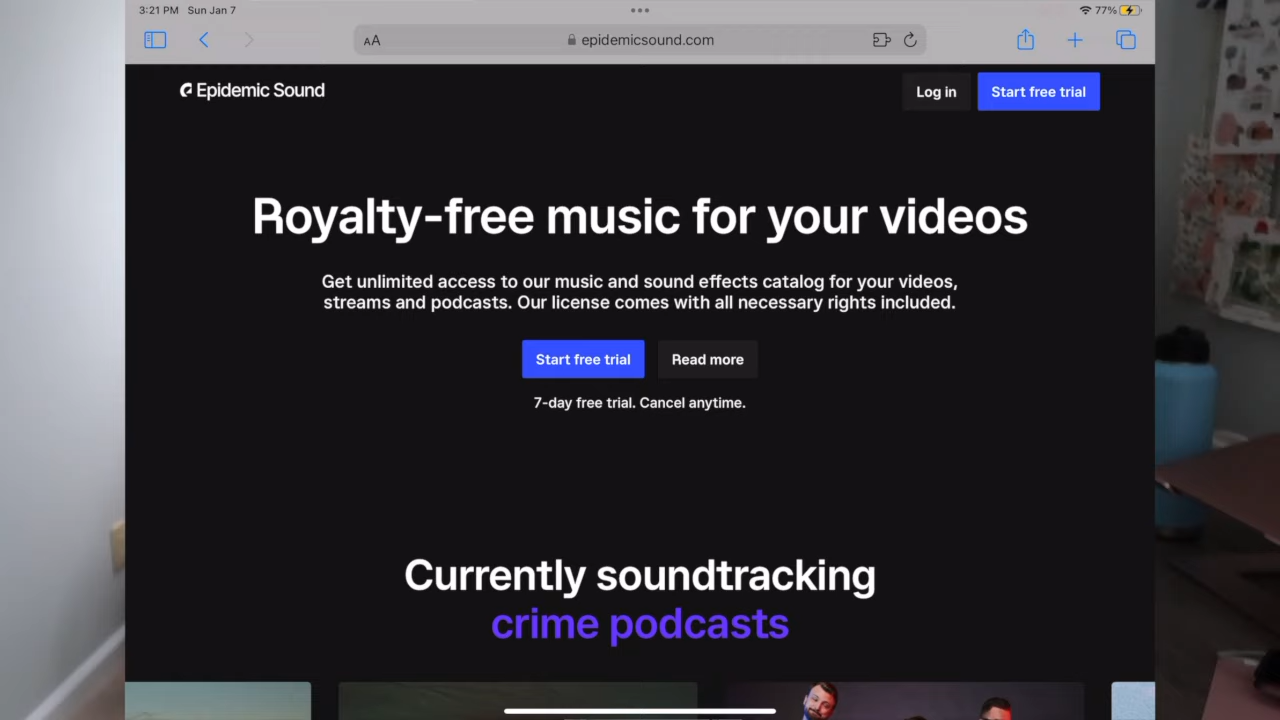 3:21 PM Sun Jan 7
77%
AA
epidemicsound.com
Epidemic Sound
Log in
Start free trial
Royalty-free music for your videos
Get unlimited access to our music and sound effects catalog for your videos,
streams and podcasts. Our license comes with all necessary rights included.
Start free trial
Read more
7-day free trial. Cancel anytime.
Currently soundtracking
crime podcasts